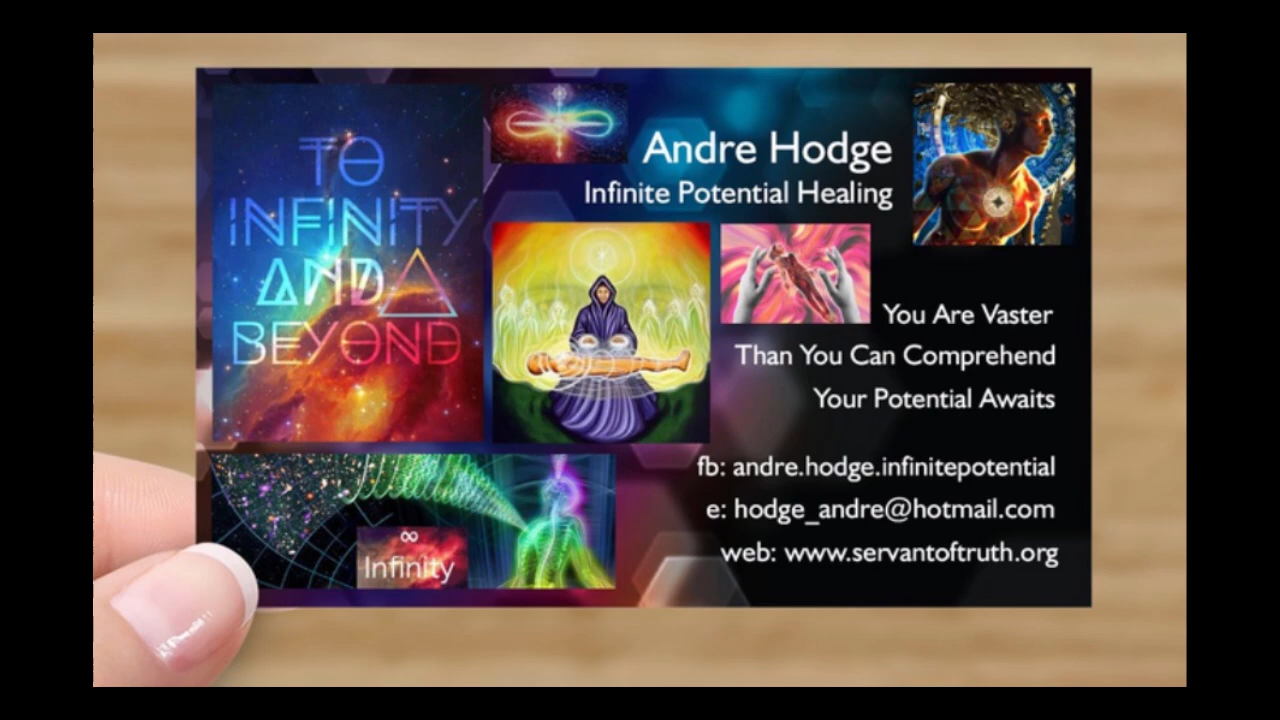 TO
INFINITY
AND
BEYOND
Andre Hodge
Infinite Potential Healing
You Are Vaster
Than You Can Comprehend
Your Potential Awaits
fb: andre.hodge.infinitepotential
e: hodge_andre@hotmail.com
web: www.servantoftruth.org
∞
Infinity